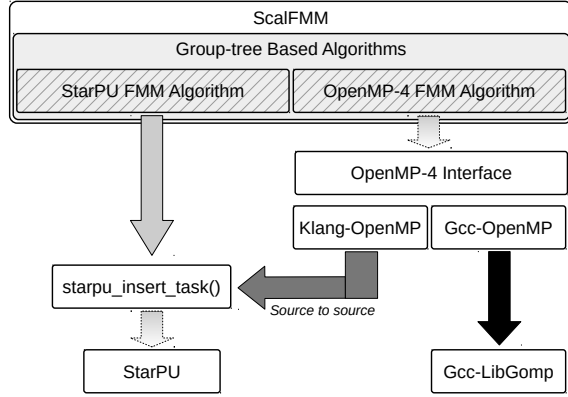 ScalFMM
Group-tree Based Algorithms
StarPU FMM Algorithm
OpenMP-4 FMM Algorithm
OpenMP-4 Interface
Klang-OpenMP
Gcc-OpenMP
starpu_insert_task()
Source to source
StarPU
Gcc-LibGomp